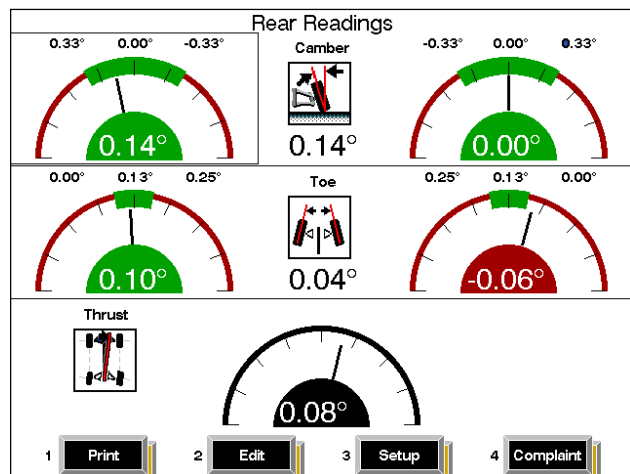 Rear Readings
0.33° 0.00° -0.33°
Camber
-0.33° 0.00° 0.33°
0.14°
0.14°
0.00°
0.00° 0.13° 0.25°
Toe
0.25° 0.13° 0.00°
0.10°
0.04°
-0.06°
Thrust
0.08°
1 Print 2 Edit 3 Setup 4 Complaint